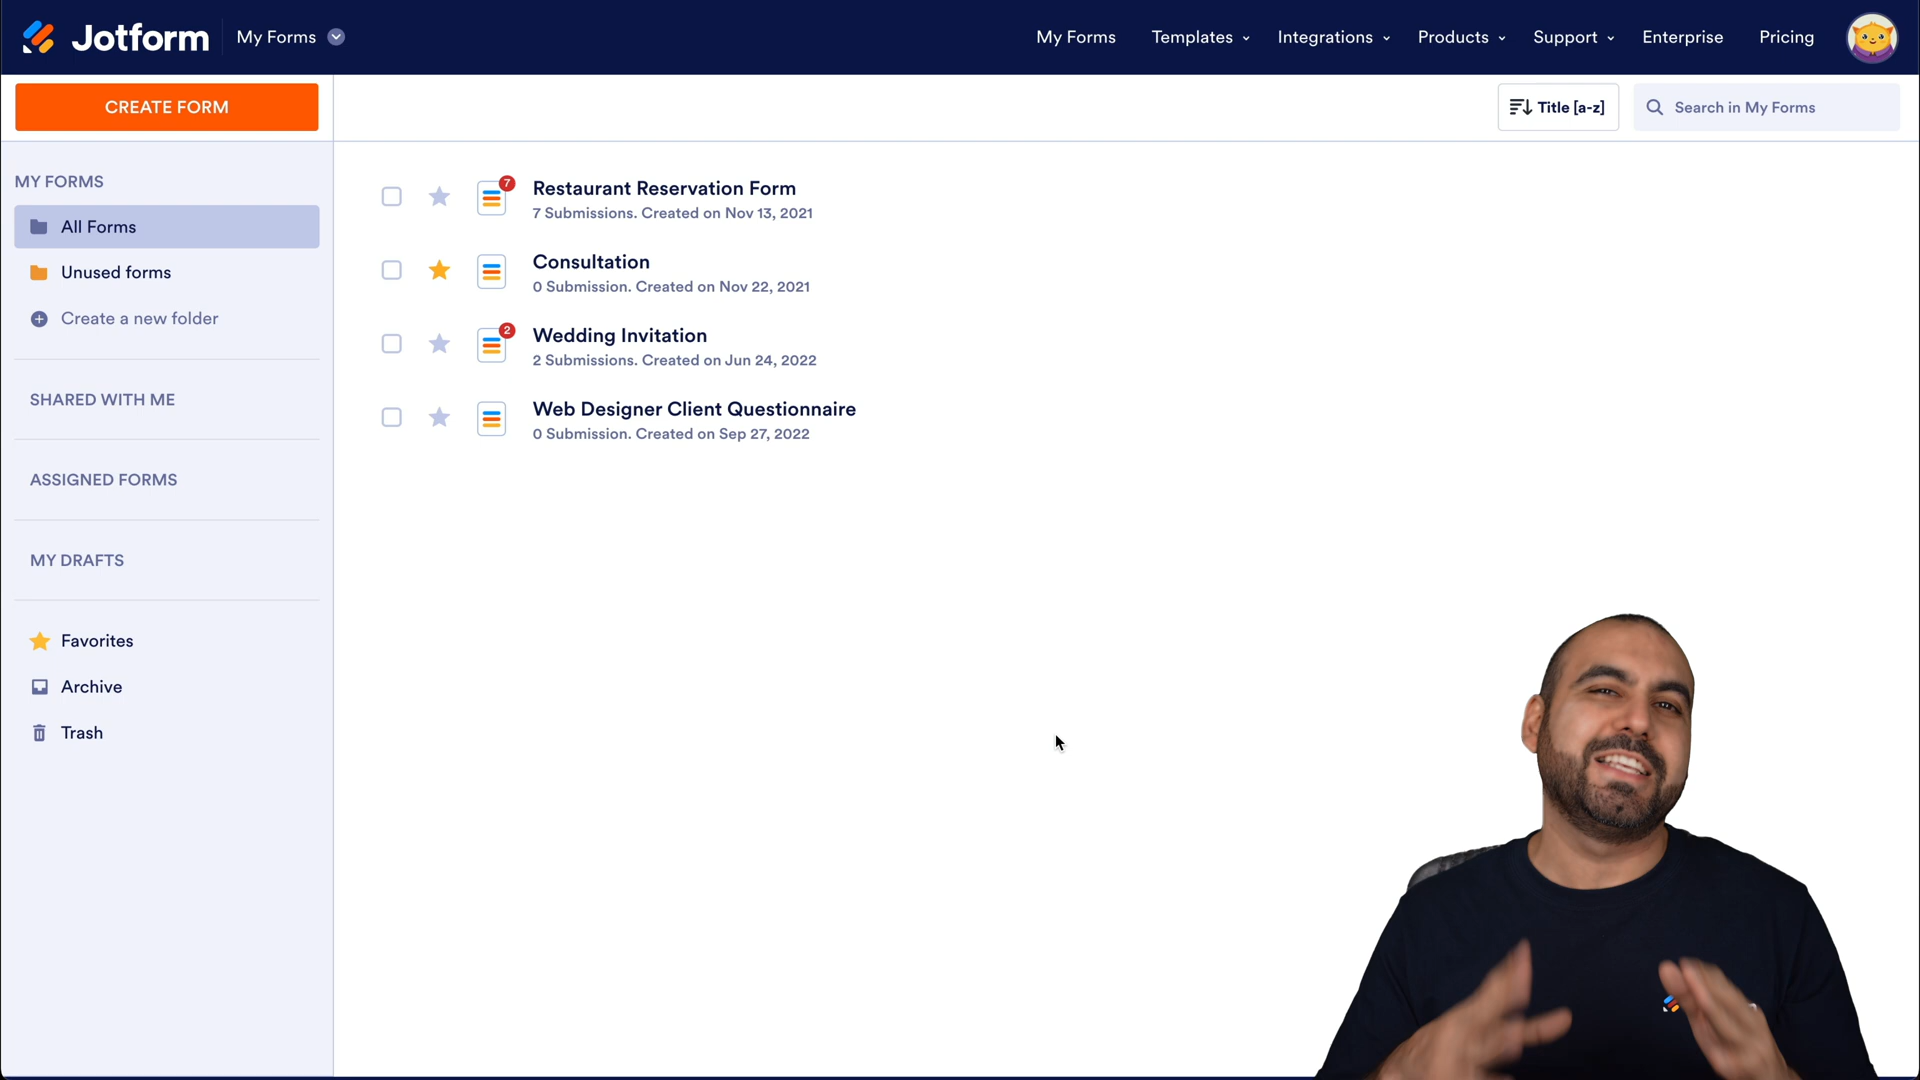 Jotform
My Forms
My Forms
Templates
Integrations
Products
Support
Enterprise
Pricing
CREATE FORM
Title [a-z]
Search in My Forms
MY FORMS
All Forms
Unused forms
Create a new folder
SHARED WITH ME
ASSIGNED FORMS
MY DRAFTS
Favorites
Archive
Trash
7
Restaurant Reservation Form
7 Submissions. Created on Nov 13, 2021
Consultation
0 Submission. Created on Nov 22, 2021
2
Wedding Invitation
2 Submissions. Created on Jun 24, 2022
Web Designer Client Questionnaire
0 Submission. Created on Sep 27, 2022